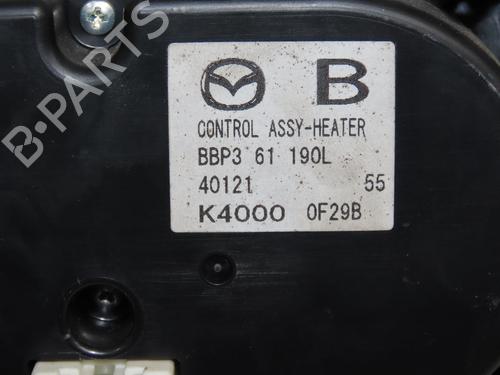 B-PARTS
B
CONTROL ASSY-HEATER
BBP3 61 190L
40121 55
K4000 0F29B